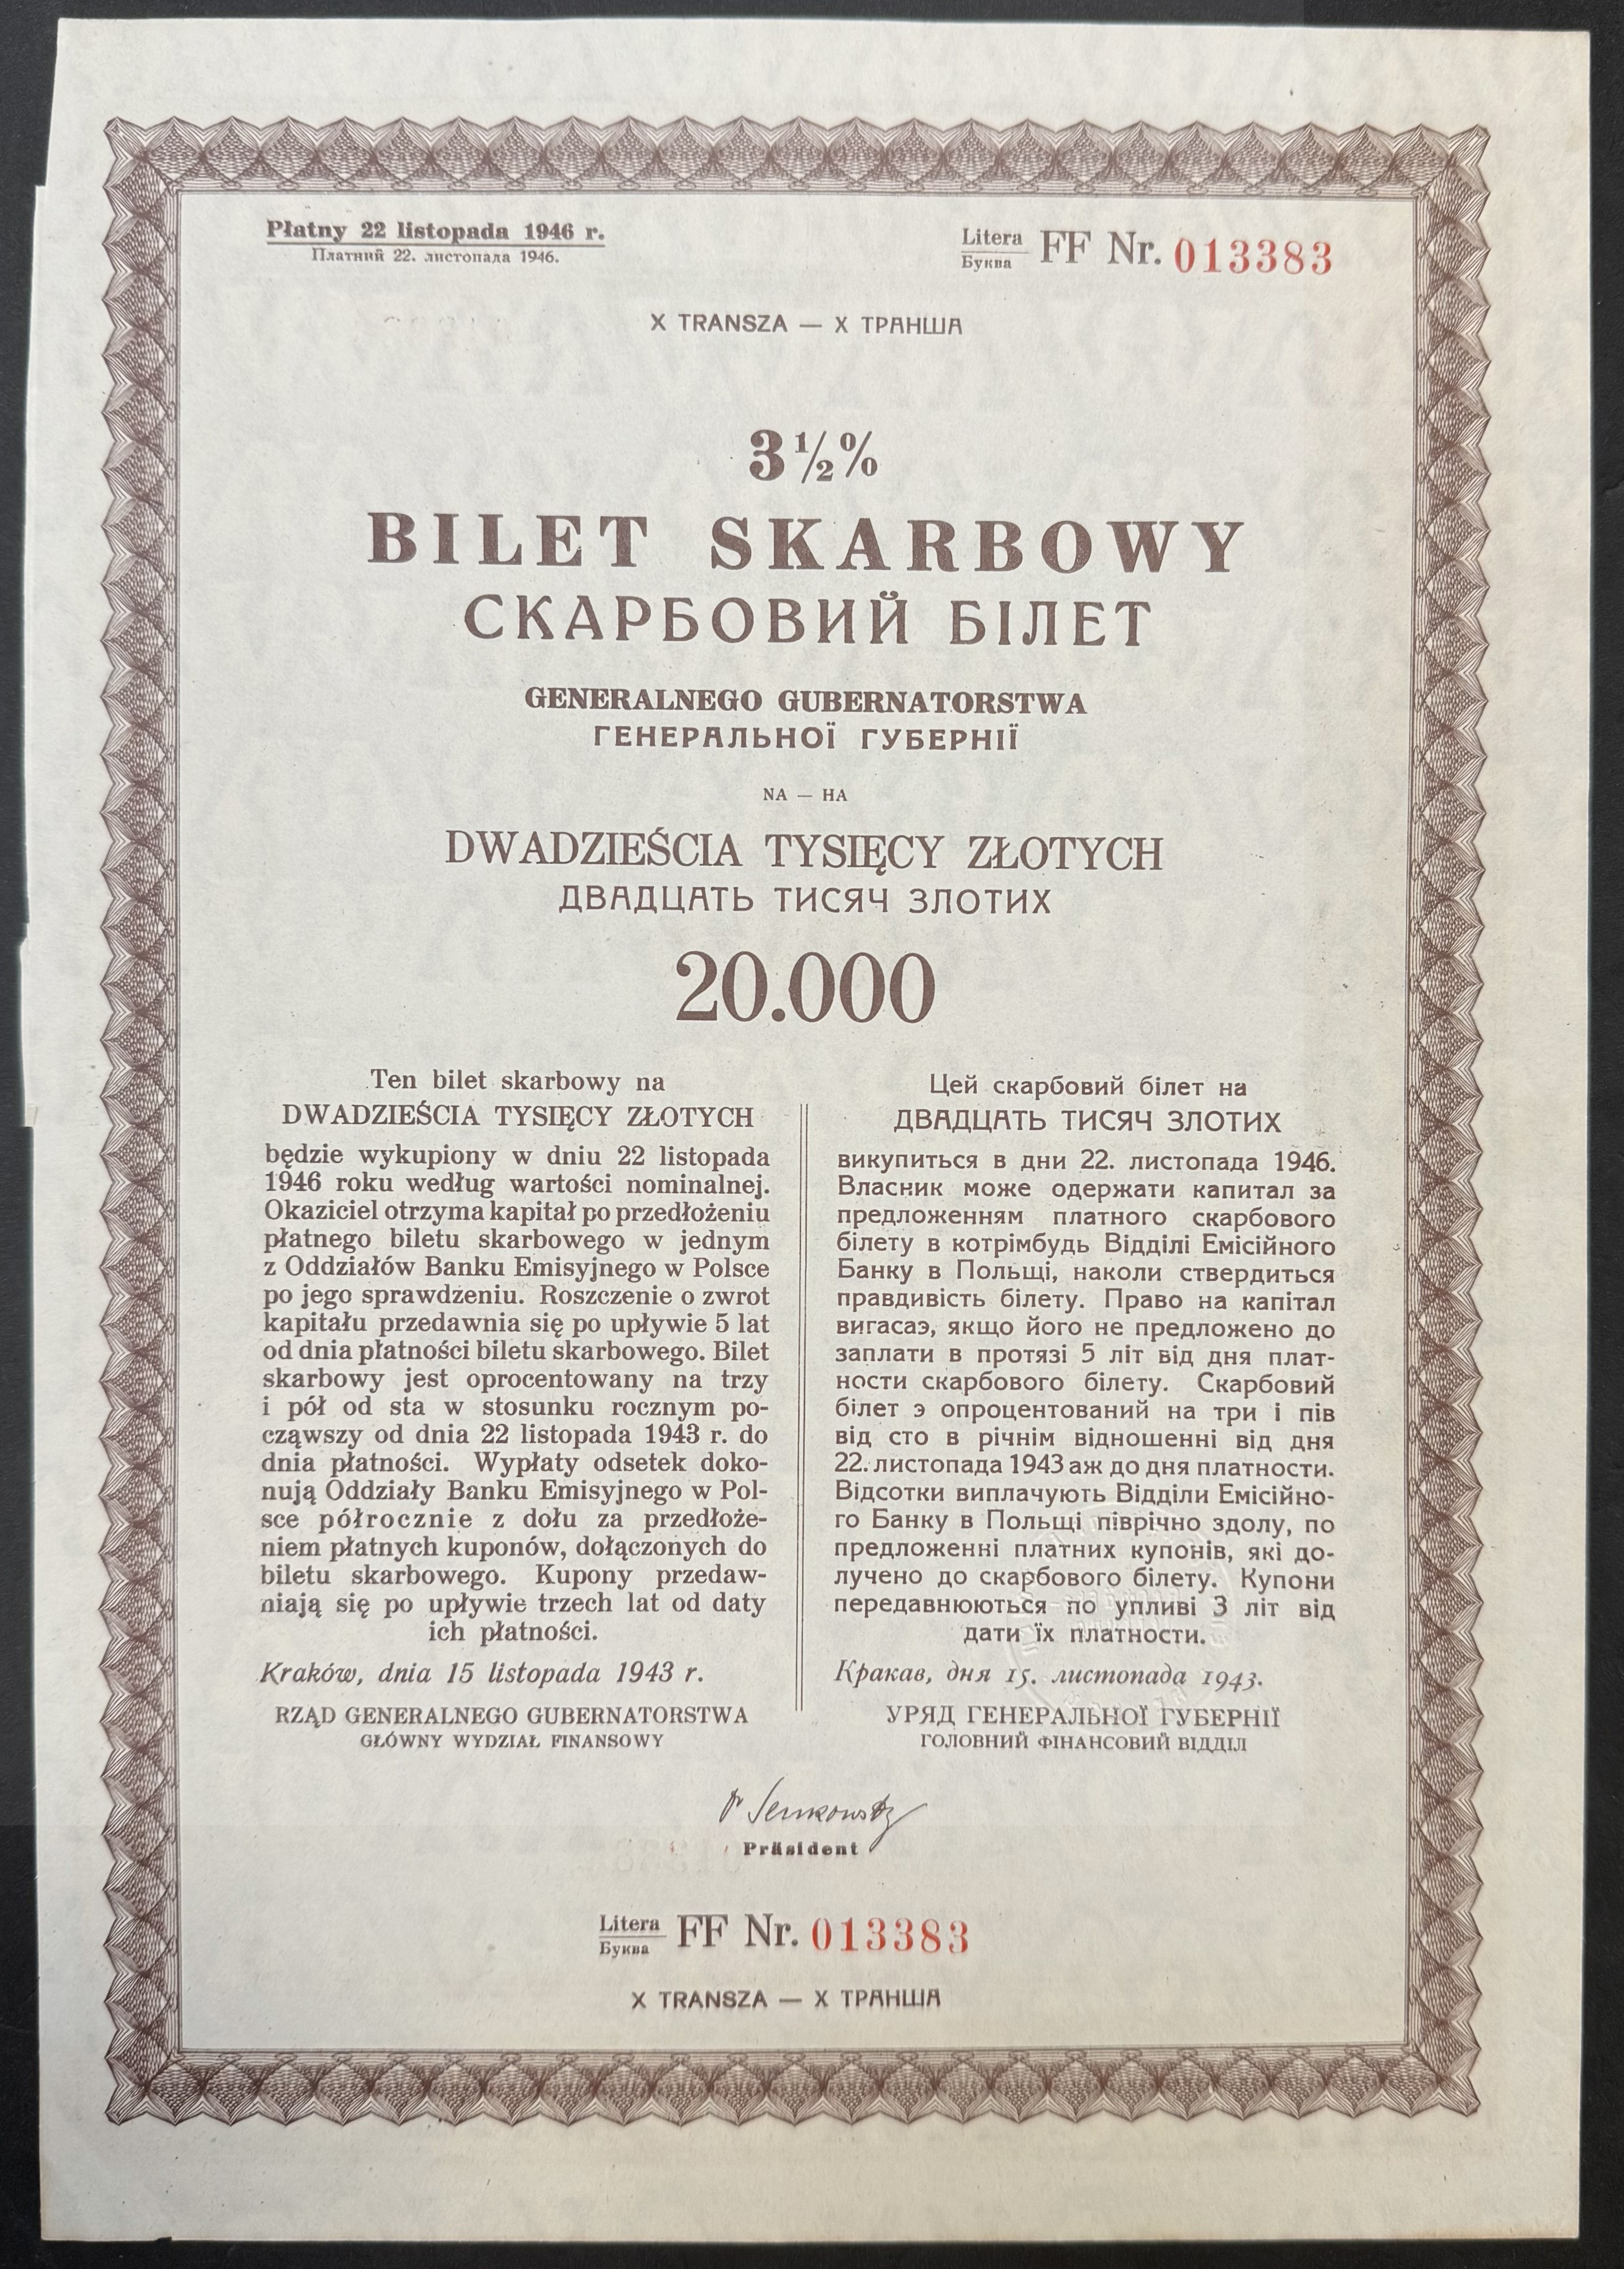 Płatny 22 listopada 1946 r.
Платний 22. листопада 1946.
Litera
Буква
FF Nr. 013383
X TRANSZA — X ТРАНША
3½%
BILET SKARBOWY
СКАРБОВИЙ БІЛЕТ
GENERALNEGO GUBERNATORSTWA
ГЕНЕРАЛЬНОЇ ГУБЕРНІЇ
NA — НА
DWADZIEŚCIA TYSIĘCY ZŁOTYCH
ДВАДЦАТЬ ТИСЯЧ ЗЛОТИХ
20.000
Ten bilet skarbowy na
DWADZIEŚCIA TYSIĘCY ZŁOTYCH
będzie wykupiony w dniu 22 listopada
1946 roku według wartości nominalnej.
Okaziciel otrzyma kapitał po przedłożeniu
płatnego biletu skarbowego w jednym
z Oddziałów Banku Emisyjnego w Polsce
po jego sprawdzeniu. Roszczenie o zwrot
kapitału przedawnia się po upływie 5 lat
od dnia płatności biletu skarbowego. Bilet
skarbowy jest oprocentowany na trzy
i pół od sta w stosunku rocznym po-
cząwszy od dnia 22 listopada 1943 r. do
dnia płatności. Wypłaty odsetek doko-
nują Oddziały Banku Emisyjnego w Pol-
sce półrocznie z dołu za przedłoże-
niem płatnych kuponów, dołączonych do
biletu skarbowego. Kupony przedaw-
niają się po upływie trzech lat od daty
ich płatności.
Kraków, dnia 15 listopada 1943 r.
RZĄD GENERALNEGO GUBERNATORSTWA
GŁÓWNY WYDZIAŁ FINANSOWY
Цей скарбовий білет на
ДВАДЦАТЬ ТИСЯЧ ЗЛОТИХ
викупиться в дни 22. листопада 1946.
Власник може одержати капитал за
предложенням платного скарбового
білету в котрімбудь Відділі Емісійного
Банку в Польщі, наколи ствердиться
правдивість білету. Право на капітал
вигасаэ, якщо його не предложено до
заплати в протязі 5 літ від дня плат-
ности скарбового білету. Скарбовий
білет э опроцентований на три і пів
від сто в річнім відношенні від дня
22. листопада 1943 аж до дня платности.
Відсотки виплачують Відділи Емісійно-
го Банку в Польщі піврічно здолу, по
предложенні платних купонів, які до-
лучено до скарбового білету. Купони
передавнюються по упливі 3 літ від
дати їх платности.
Кракав, дня 15. листопада 1943.
УРЯД ГЕНЕРАЛЬНОЇ ГУБЕРНІЇ
ГОЛОВНИЙ ФІНАНСОВИЙ ВІДДІЛ
Präsident
Litera
Буква
FF Nr. 013383
X TRANSZA — X ТРАНША